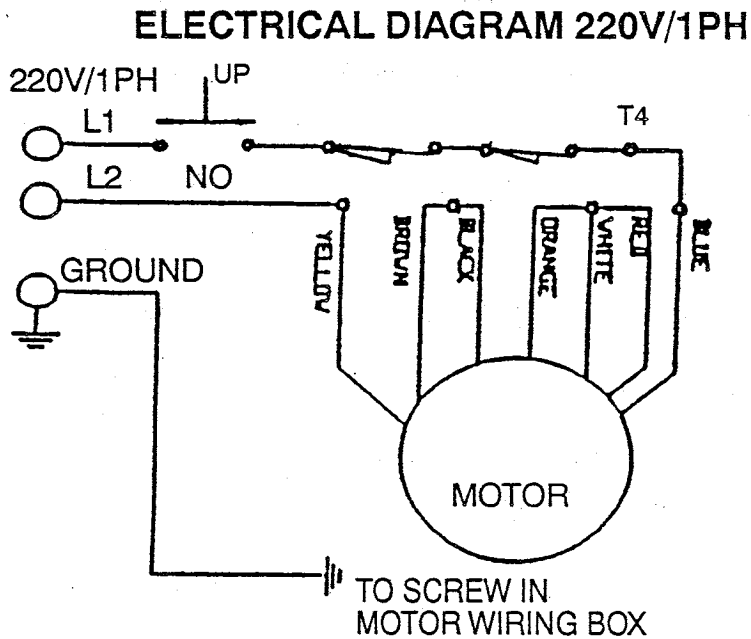 ELECTRICAL DIAGRAM 220V/1PH
220V/1PH
UP
L1
T4
L2
NO
YELLOW
BROWN
BLACK
ORANGE
WHITE
RED
BLUE
GROUND
MOTOR
TO SCREW IN
MOTOR WIRING BOX